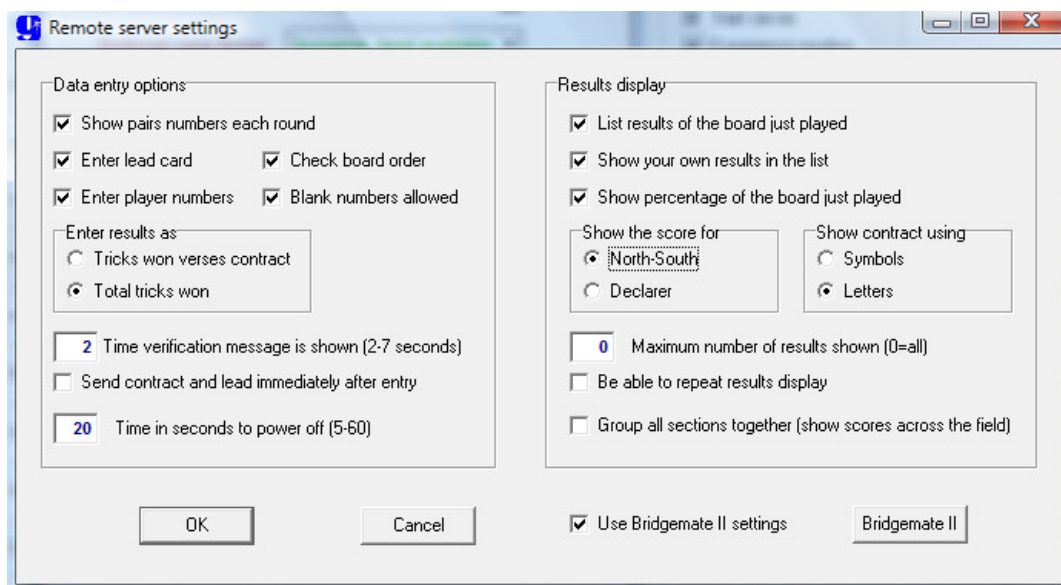 Remote server settings
Data entry options
Show pairs numbers each round
Enter lead card
Check board order
Enter player numbers
Blank numbers allowed
Enter results as
Tricks won verses contract
Total tricks won
2 Time verification message is shown (2-7 seconds)
Send contract and lead immediately after entry
20 Time in seconds to power off (5-60)
Results display
List results of the board just played
Show your own results in the list
Show percentage of the board just played
Show the score for
North-South
Declarer
Show contract using
Symbols
Letters
0 Maximum number of results shown (0=all)
Be able to repeat results display
Group all sections together (show scores across the field)
OK
Cancel
Use Bridgemate II settings
Bridgemate II